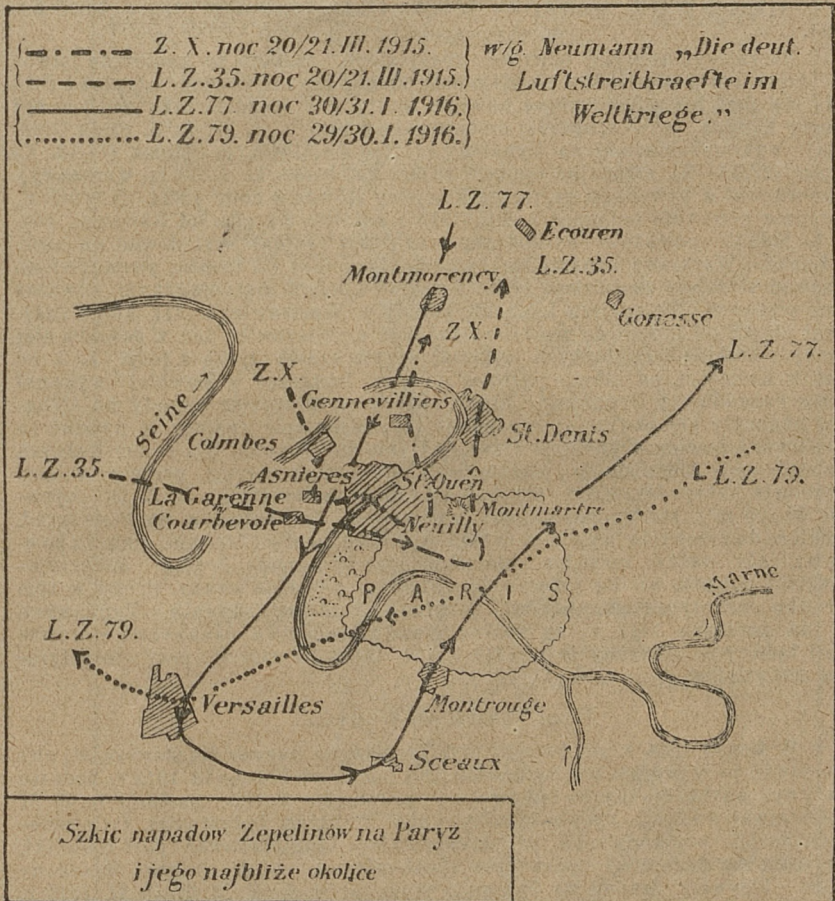 Z. X. noc 20/21. III. 1915.
L. Z. 35. noc 20/21. III. 1915.
L. Z. 77 noc 30/31. I. 1916.
L. Z. 79. noc 29/30. I. 1916.
w/g. Neumann „Die deut.
Luftstreitkraefte im
Weltkriege.”
L. Z. 77.
Ecouen
L.Z.35.
Montmorency
Gonesse
Z X.
L. Z. 77.
Z.X.
Gennevilliers
Seine
Colmbes
St. Denis
L. Z. 35.
Asnières
St. Ouên
L. Z. 79.
La Garenne
Montmartre
Courbevoie
Neuilly
Marne
P A R I S
L. Z. 79.
Versailles
Montrouge
Sceaux
Szkic napadów Zepelinów na Paryż
i jego najbliże okolice